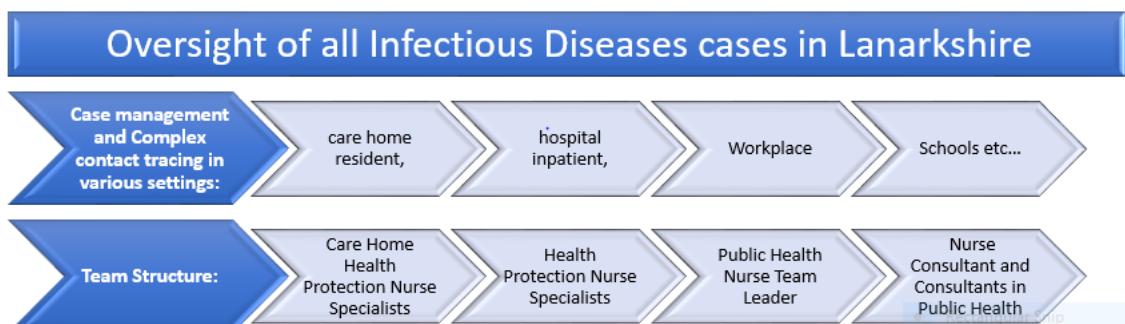 Oversight of all Infectious Diseases cases in Lanarkshire
Case management
and Complex
contact tracing in
various settings:
care home
resident,
hospital
inpatient,
Workplace
Schools etc...
Team Structure:
Care Home
Health
Protection Nurse
Specialists
Health
Protection Nurse
Specialists
Public Health
Nurse Team
Leader
Nurse
Consultant and
Consultants in
Public Health
Rectangular Snip